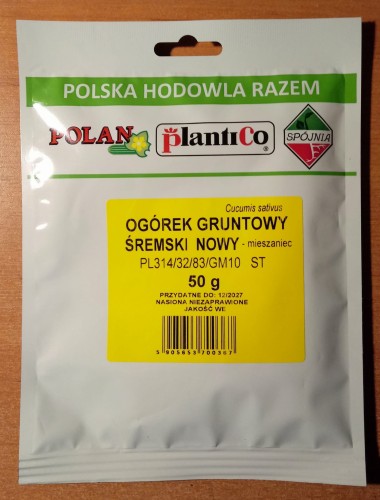 POLSKA HODOWLA RAZEM
POLAN plantiCo® SPÓJNIA
Cucumis sativus
OGÓREK GRUNTOWY
ŚREMSKI NOWY - mieszaniec
PL314/32/83/GM10 ST
50 g
PRZYDATNE DO: 12/2027
NASIONA NIEZAPRAWIONE
JAKOŚĆ WE
5 905853 700367